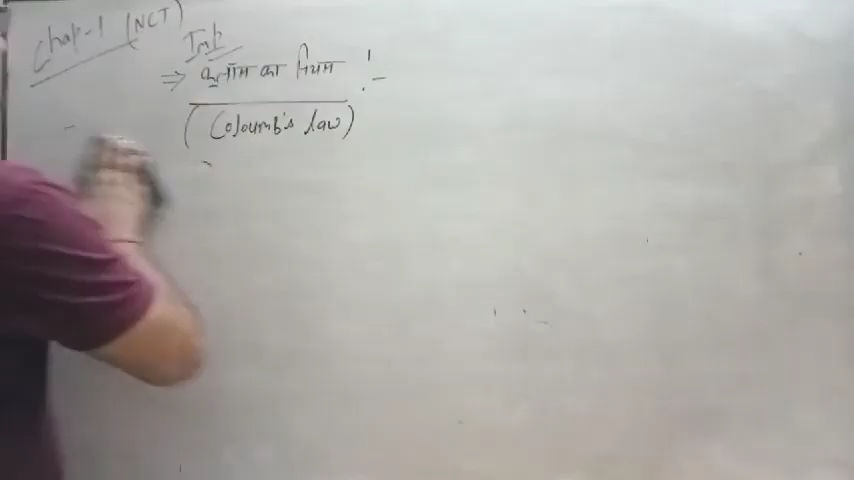 Chap-1 (NCT)
Imp
⇒ कूलॉम का नियम !-
(Coloumb's law)